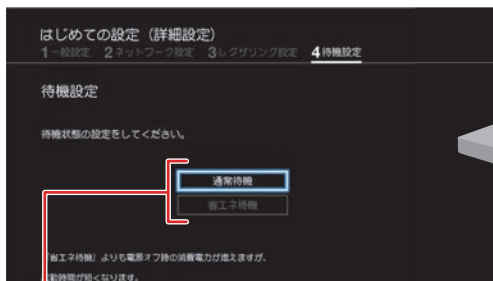 はじめての設定（詳細設定）
1一般設定 2ネットワーク設定 3レグザリンク設定 4待機設定
待機設定
待機状態の設定をしてください。
通常待機
省エネ待機
「省エネ待機」よりも電源オフ時の消費電力が増えますが、
動時間が短くなります。